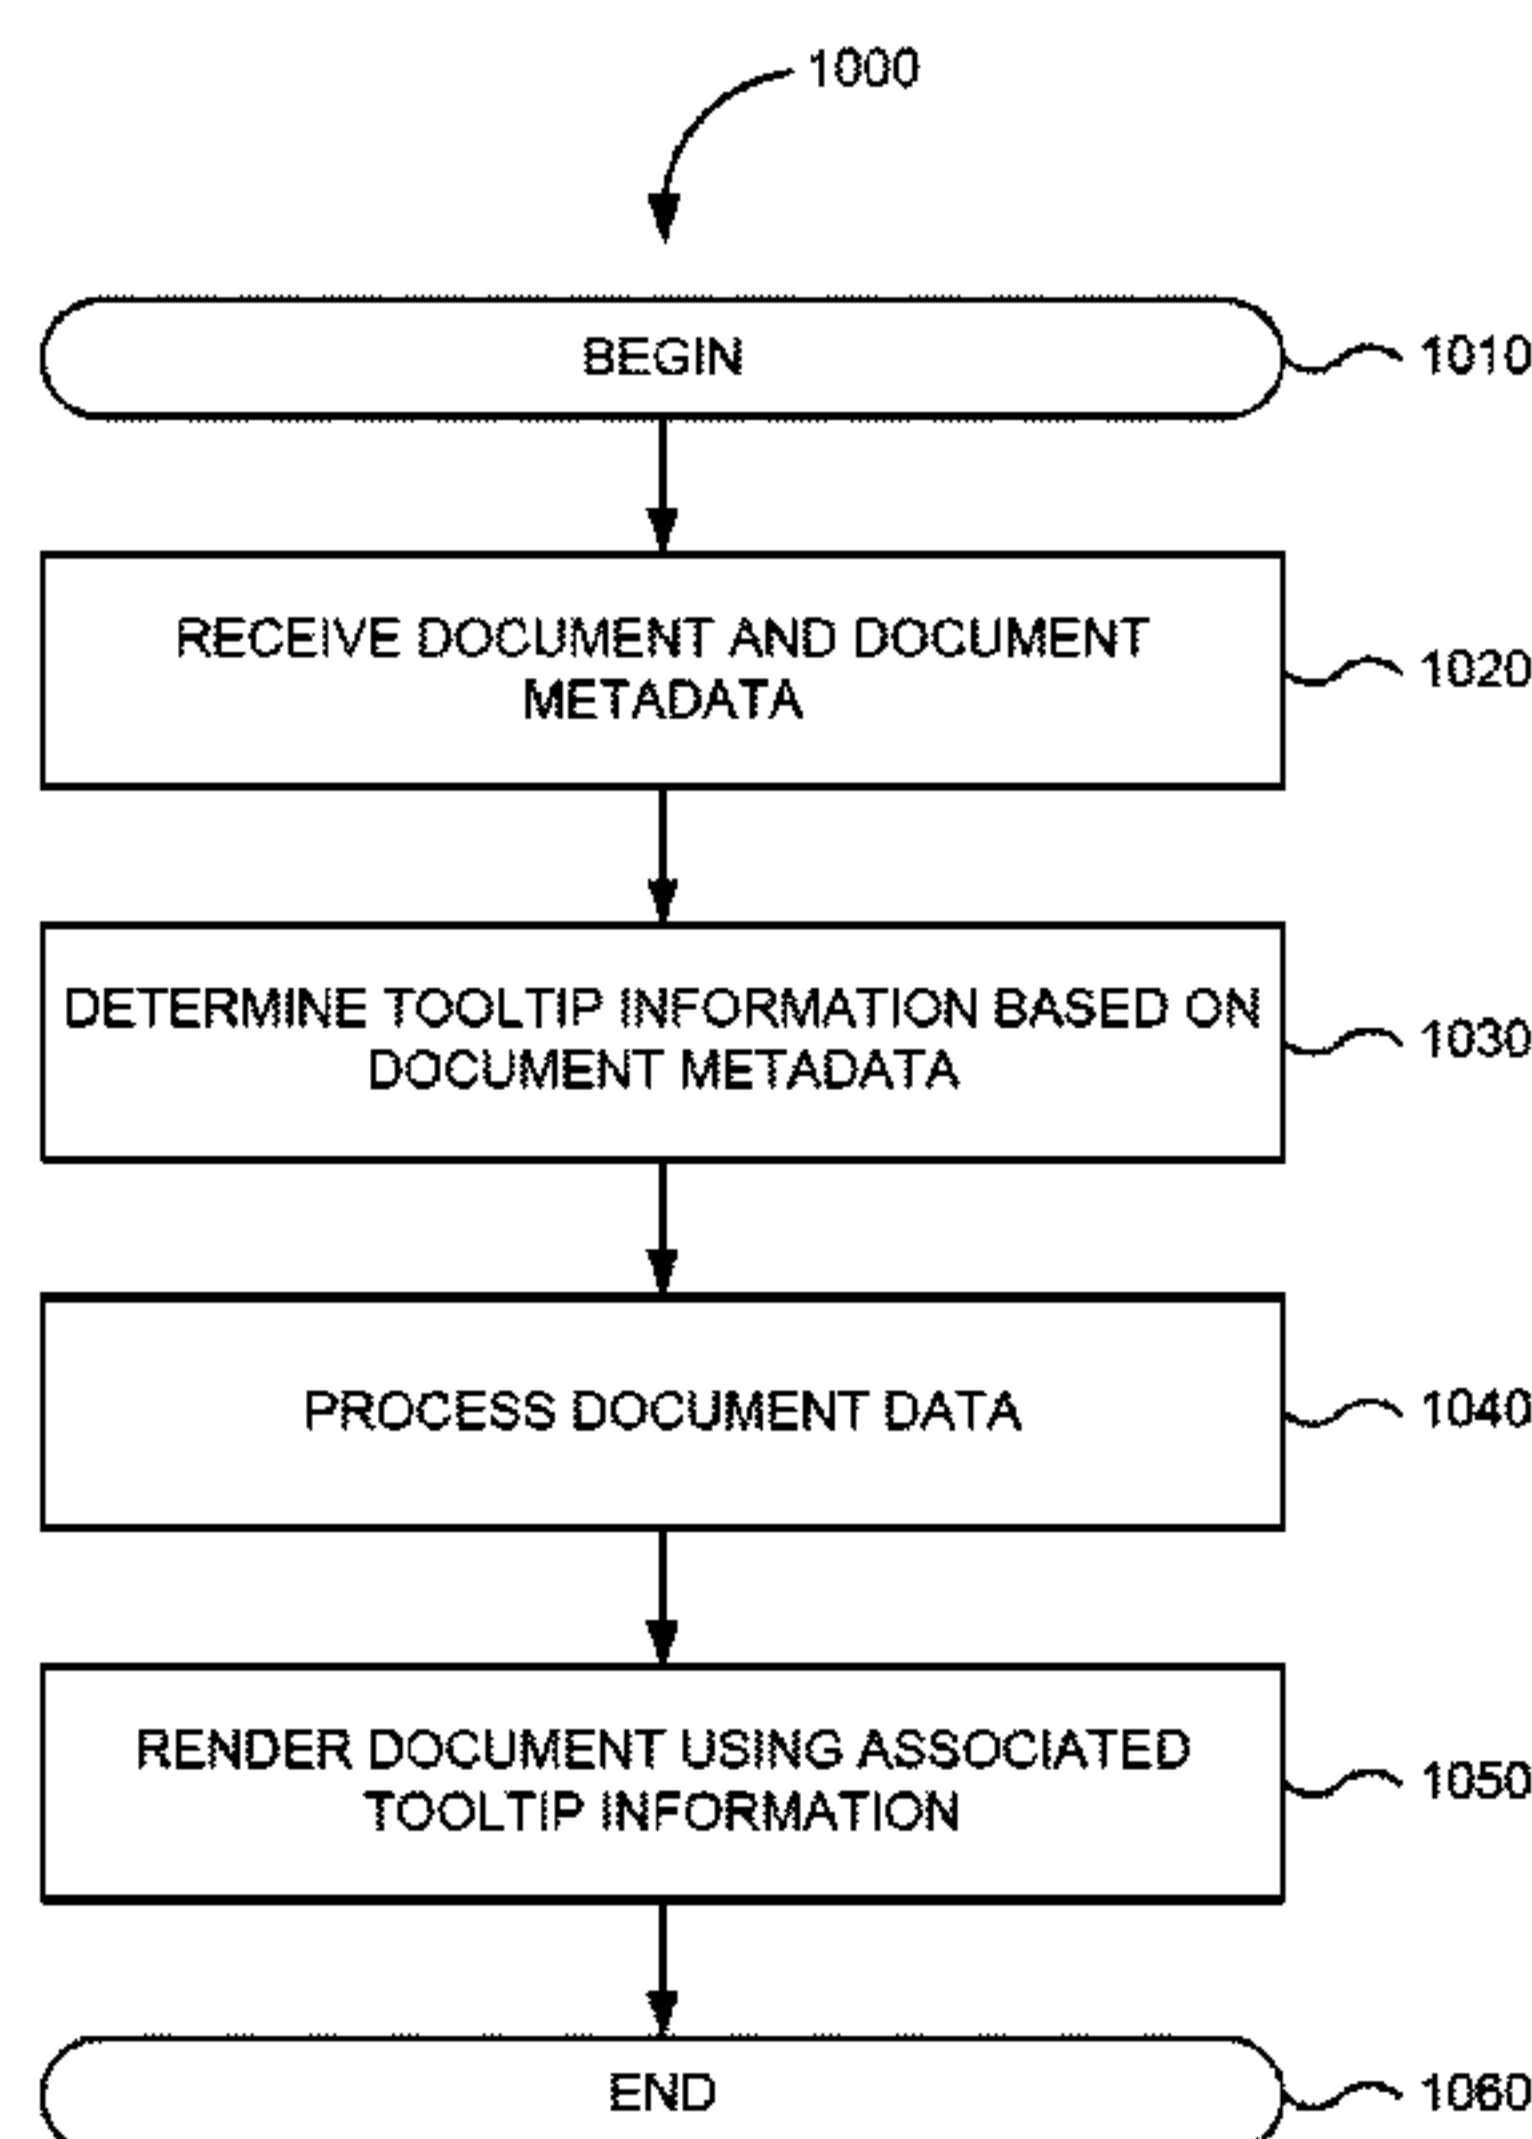 1000
BEGIN
1010
RECEIVE DOCUMENT AND DOCUMENT
METADATA
1020
DETERMINE TOOLTIP INFORMATION BASED ON
DOCUMENT METADATA
1030
PROCESS DOCUMENT DATA
1040
RENDER DOCUMENT USING ASSOCIATED
TOOLTIP INFORMATION
1050
END
1060